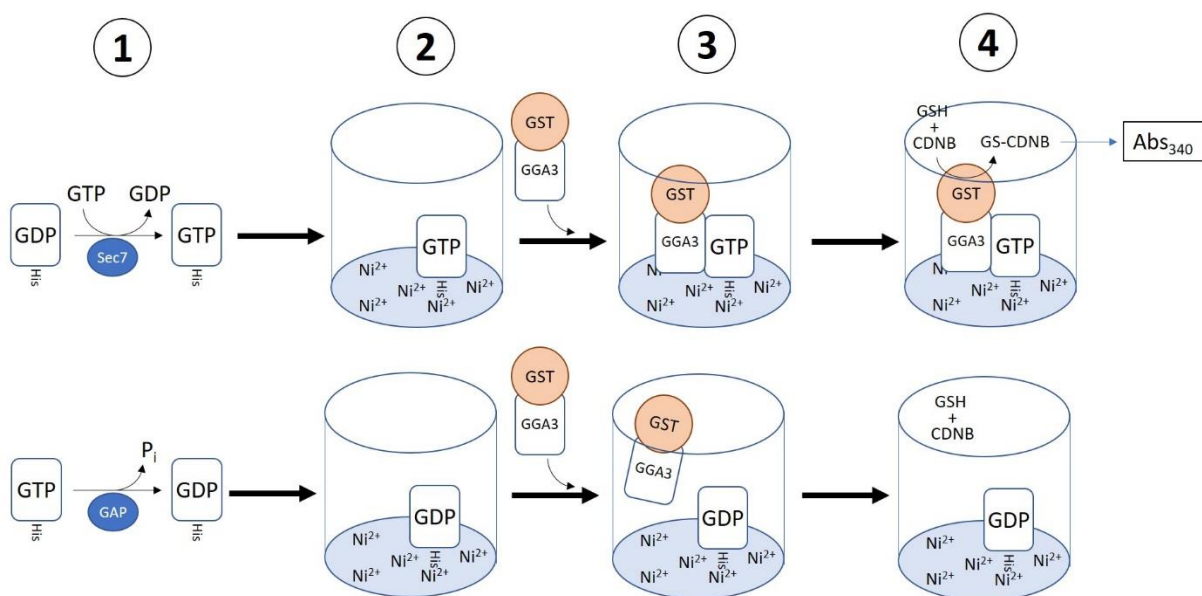 1
2
3
4
GTP
GDP
GDP
GTP
Sec7
His
His
GST
GGA3
GTP
His
Ni2+
Ni2+
Ni2+
Ni2+
Ni2+
GST
GGA3
GTP
His
Ni
Ni2+
Ni2+
Ni2+
Ni2+
GSH
+
CDNB
GS-CDNB
Abs340
GST
GGA3
GTP
His
Ni
Ni2+
Ni2+
Ni2+
Ni2+
Pi
GTP
GDP
GAP
His
His
GST
GGA3
GDP
His
Ni2+
Ni2+
Ni2+
Ni2+
Ni2+
GST
GGA3
GDP
His
Ni2+
Ni2+
Ni2+
Ni2+
Ni2+
GSH
+
CDNB
GDP
His
Ni2+
Ni2+
Ni2+
Ni2+
Ni2+